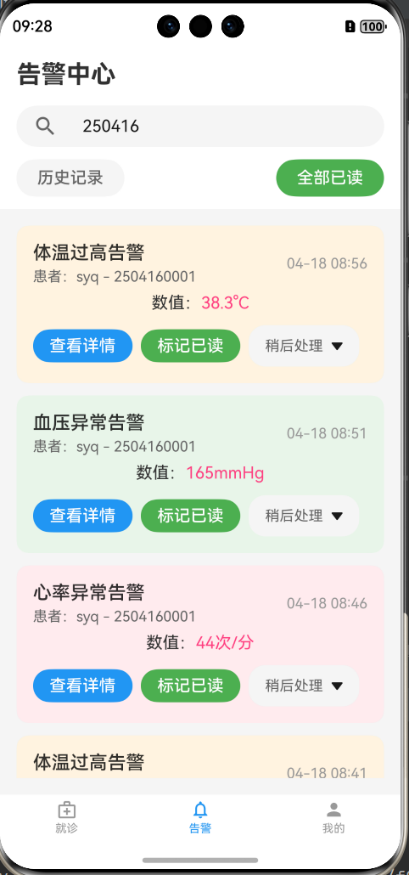 09:28
100
告警中心
250416
历史记录
全部已读
体温过高告警
04-18 08:56
患者：syq - 2504160001
数值：38.3℃
查看详情
标记已读
稍后处理
血压异常告警
04-18 08:51
患者：syq - 2504160001
数值：165mmHg
查看详情
标记已读
稍后处理
心率异常告警
04-18 08:46
患者：syq - 2504160001
数值：44次/分
查看详情
标记已读
稍后处理
体温过高告警
04-18 08:41
就诊
告警
我的